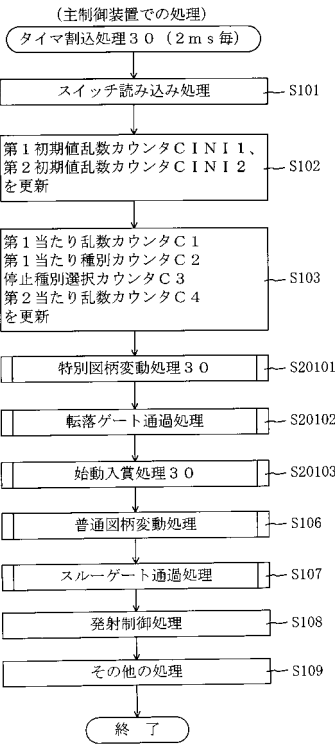 (主制御装置での処理)
タイマ割込処理30(2ms毎)
スイッチ読み込み処理
S101
第1初期値乱数カウンタCINI1、
第2初期値乱数カウンタCINI2
を更新
S102
第1当たり乱数カウンタC1
第1当たり種別カウンタC2
停止種別選択カウンタC3
第2当たり乱数カウンタC4
を更新
S103
特別図柄変動処理30
S20101
転落ゲート通過処理
S20102
始動入賞処理30
S20103
普通図柄変動処理
S106
スルーゲート通過処理
S107
発射制御処理
S108
その他の処理
S109
終 了